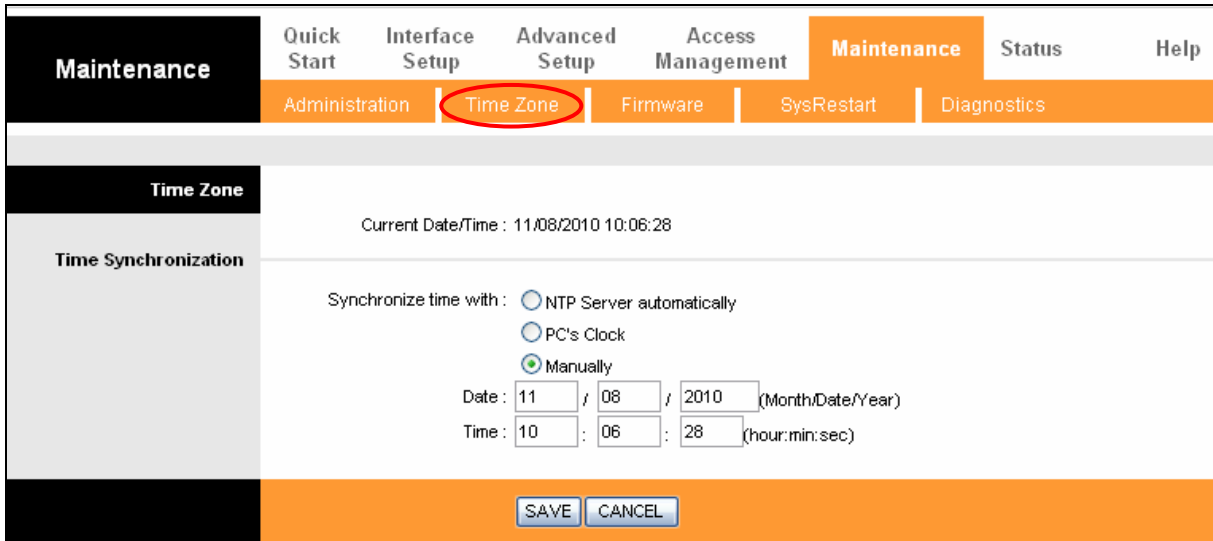 Maintenance
Quick Start
Interface Setup
Advanced Setup
Access Management
Maintenance
Status
Help
Administration
Time Zone
Firmware
SysRestart
Diagnostics
Time Zone
Current Date/Time : 11/08/2010 10:06:28
Time Synchronization
Synchronize time with : NTP Server automatically
PC's Clock
Manually
Date : 11 / 08 / 2010 (Month/Date/Year)
Time : 10 : 06 : 28 (hour:min:sec)
SAVE CANCEL